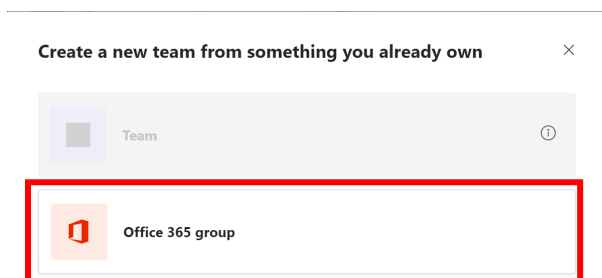 Create a new team from something you already own
Team
Office 365 group